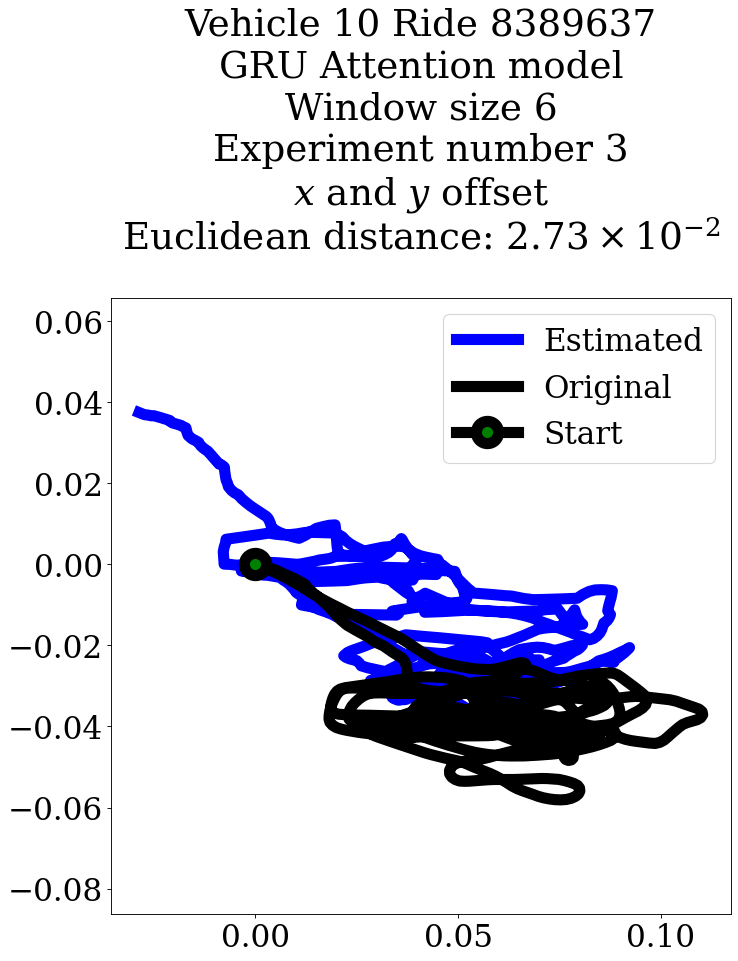 Vehicle 10 Ride 8389637
GRU Attention model
Window size 6
Experiment number 3
x and y offset
Euclidean distance: 2.73 × 10⁻²
Estimated
Original
Start
0.06
0.04
0.02
0.00
−0.02
−0.04
−0.06
−0.08
0.00 0.05 0.10